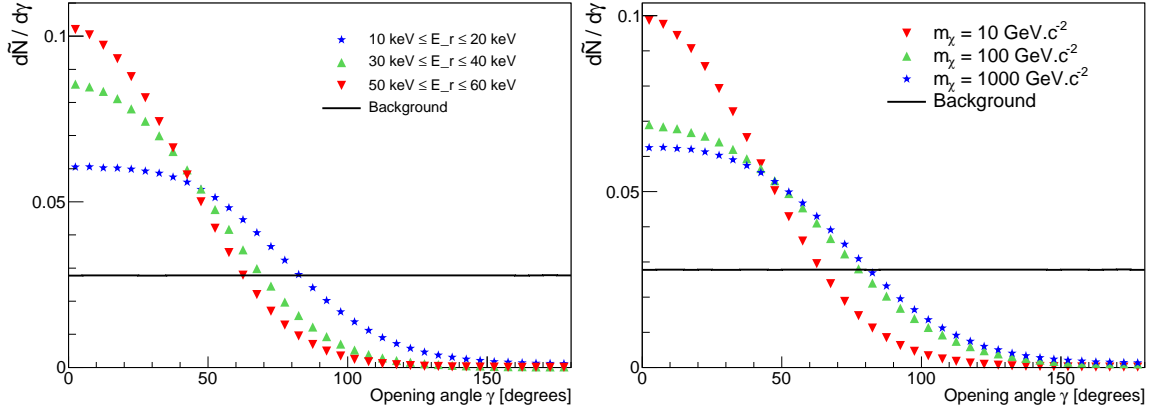 dÑ / dγ
0.1
0.05
0
10 keV ≤ E_r ≤ 20 keV
30 keV ≤ E_r ≤ 40 keV
50 keV ≤ E_r ≤ 60 keV
Background
0 50 100 150
Opening angle γ [degrees]
dÑ / dγ
0.1
0.05
0
m_χ = 10 GeV.c⁻²
m_χ = 100 GeV.c⁻²
m_χ = 1000 GeV.c⁻²
Background
0 50 100 150
Opening angle γ [degrees]